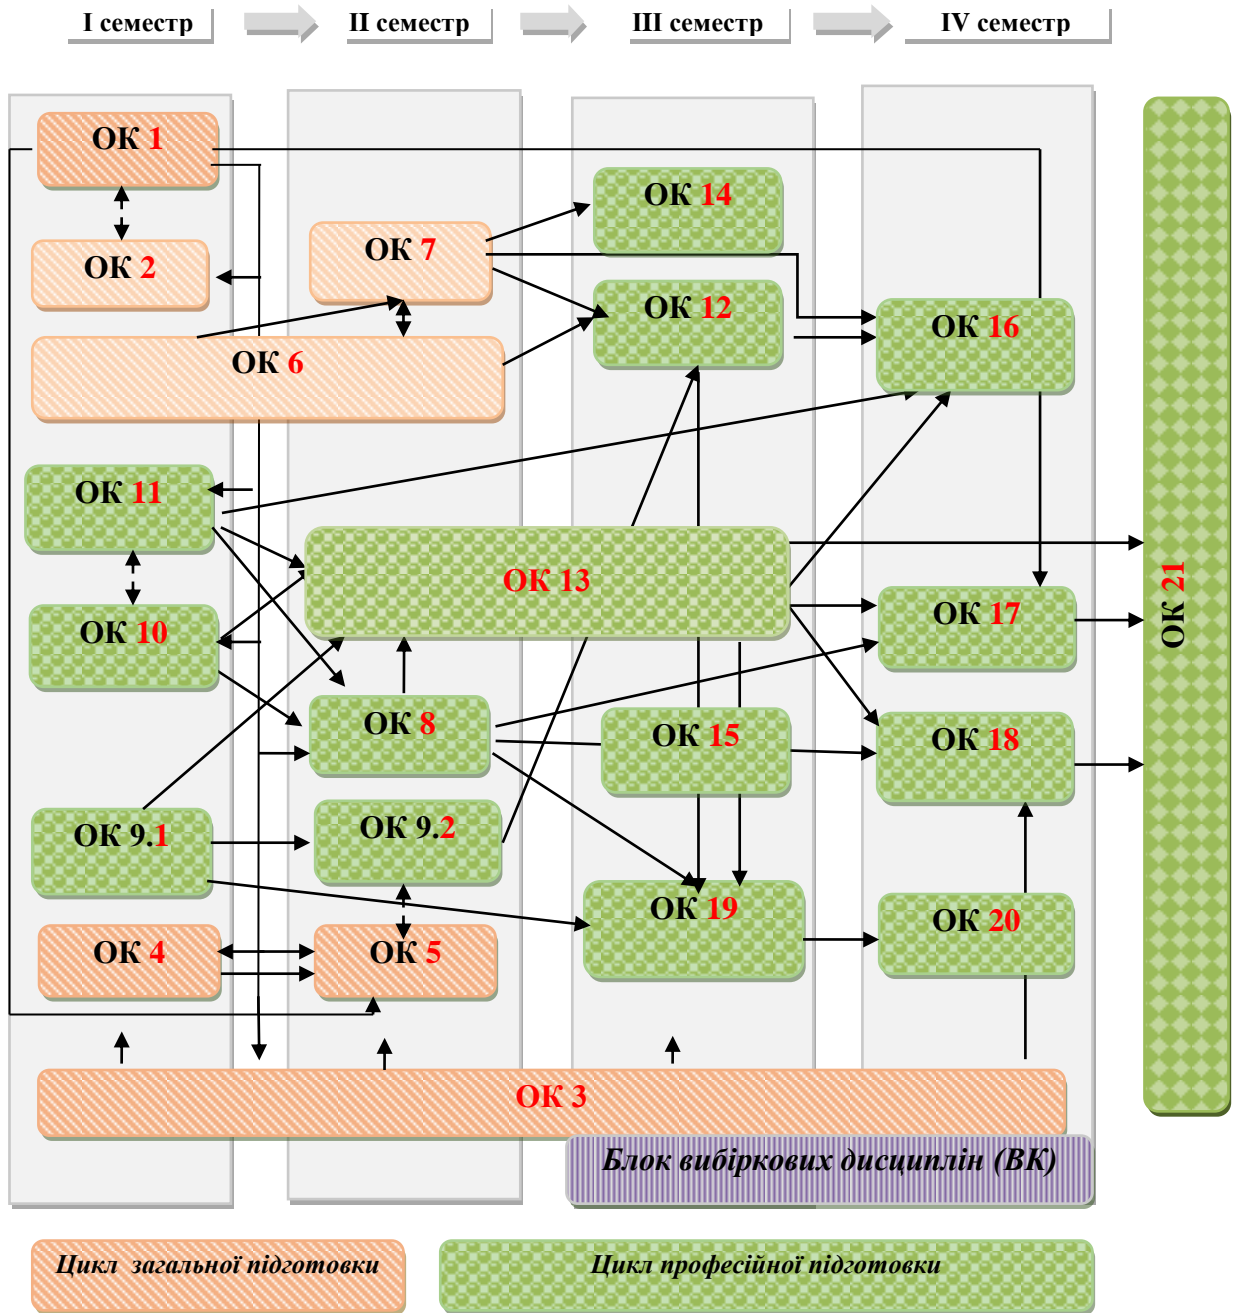 I семестр
II семестр
III семестр
IV семестр
ОК 1
ОК 14
ОК 7
ОК 2
ОК 12
ОК 16
ОК 6
ОК 11
ОК 13
ОК 17
ОК 21
ОК 10
ОК 8
ОК 15
ОК 18
ОК 9.1
ОК 9.2
ОК 19
ОК 20
ОК 4
ОК 5
ОК 3
Блок вибіркових дисциплін (ВК)
Цикл загальної підготовки
Цикл професійної підготовки